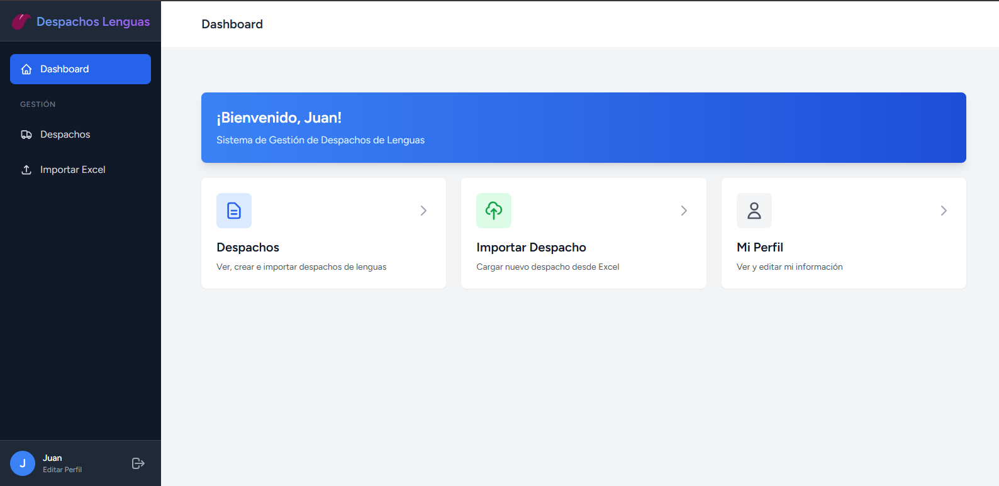 Despachos Lenguas
Dashboard
GESTIÓN
Despachos
Importar Excel
Juan
Editar Perfil
J
Dashboard
¡Bienvenido, Juan!
Sistema de Gestión de Despachos de Lenguas
Despachos
Ver, crear e importar despachos de lenguas
Importar Despacho
Cargar nuevo despacho desde Excel
Mi Perfil
Ver y editar mi información